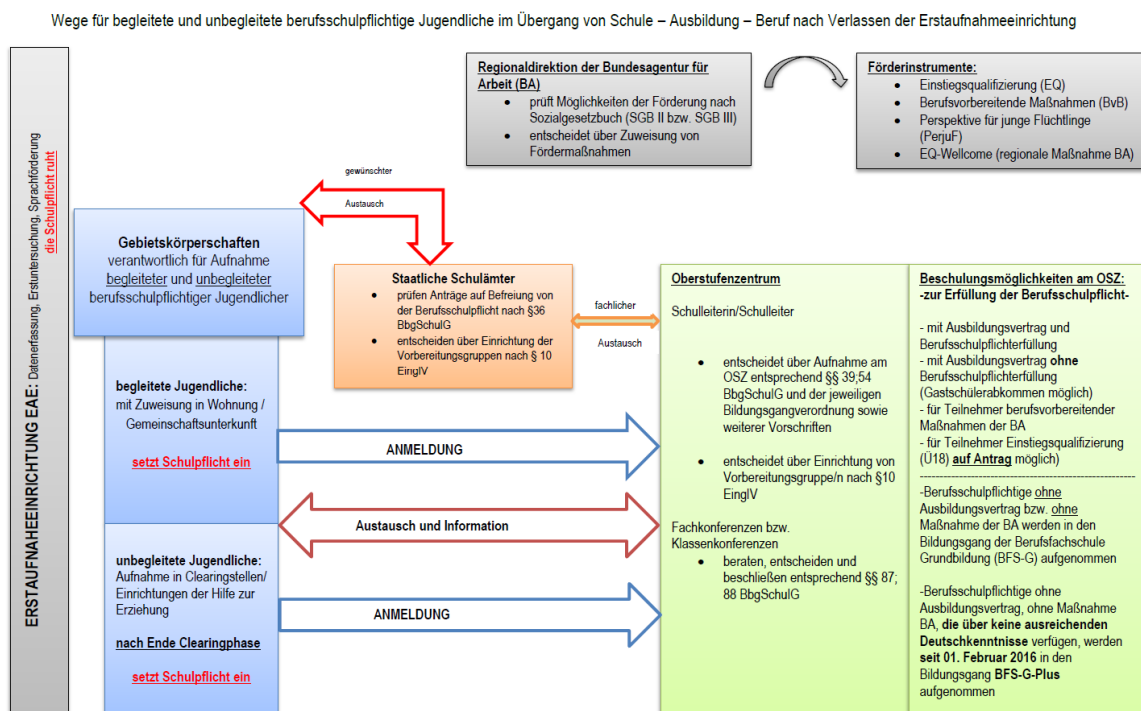 Wege für begleitete und unbegleitete berufsschulpflichtige Jugendliche im Übergang von Schule – Ausbildung – Beruf nach Verlassen der Erstaufnahmeeinrichtung
ERSTAUFNAHEEINRICHTUNG EAE: Datenerfassung, Erstuntersuchung, Sprachförderung
die Schulpflicht ruht
Regionaldirektion der Bundesagentur für
Arbeit (BA)
• prüft Möglichkeiten der Förderung nach
Sozialgesetzbuch (SGB II bzw. SGB III)
• entscheidet über Zuweisung von
Fördermaßnahmen
Förderinstrumente:
• Einstiegsqualifizierung (EQ)
• Berufsvorbereitende Maßnahmen (BvB)
• Perspektive für junge Flüchtlinge
(PerjuF)
• EQ-Wellcome (regionale Maßnahme BA)
gewünschter
Austausch
Gebietskörperschaften
verantwortlich für Aufnahme
begleiteter und unbegleiteter
berufsschulpflichtiger Jugendlicher
Staatliche Schulämter
• prüfen Anträge auf Befreiung von
der Berufsschulpflicht nach §36
BbgSchulG
• entscheiden über Einrichtung der
Vorbereitungsgruppen nach § 10
EinglV
fachlicher
Austausch
begleitete Jugendliche:
mit Zuweisung in Wohnung /
Gemeinschaftsunterkunft
setzt Schulpflicht ein
ANMELDUNG
Austausch und Information
unbegleitete Jugendliche:
Aufnahme in Clearingstellen/
Einrichtungen der Hilfe zur
Erziehung
nach Ende Clearingphase
setzt Schulpflicht ein
ANMELDUNG
Oberstufenzentrum
Schulleiterin/Schulleiter
• entscheidet über Aufnahme am
OSZ entsprechend §§ 39;54
BbgSchulG und der jeweiligen
Bildungsgangverordnung sowie
weiterer Vorschriften
• entscheidet über Einrichtung von
Vorbereitungsgruppe/n nach §10
EingIV
Fachkonferenzen bzw.
Klassenkonferenzen
• beraten, entscheiden und
beschließen entsprechend §§ 87;
88 BbgSchulG
Beschulungsmöglichkeiten am OSZ:
-zur Erfüllung der Berufsschulpflicht-
- mit Ausbildungsvertrag und
Berufsschulpflichterfüllung
- mit Ausbildungsvertrag ohne
Berufsschulpflichterfüllung
(Gastschülerabkommen möglich)
- für Teilnehmer berufsvorbereitender
Maßnahmen der BA
- für Teilnehmer Einstiegsqualifizierung
(Ü18) auf Antrag möglich)
-Berufsschulpflichtige ohne
Ausbildungsvertrag bzw. ohne
Maßnahme der BA werden in den
Bildungsgang der Berufsfachschule
Grundbildung (BFS-G) aufgenommen
-Berufsschulpflichtige ohne
Ausbildungsvertrag, ohne Maßnahme
BA, die über keine ausreichenden
Deutschkenntnisse verfügen, werden
seit 01. Februar 2016 in den
Bildungsgang BFS-G-Plus
aufgenommen